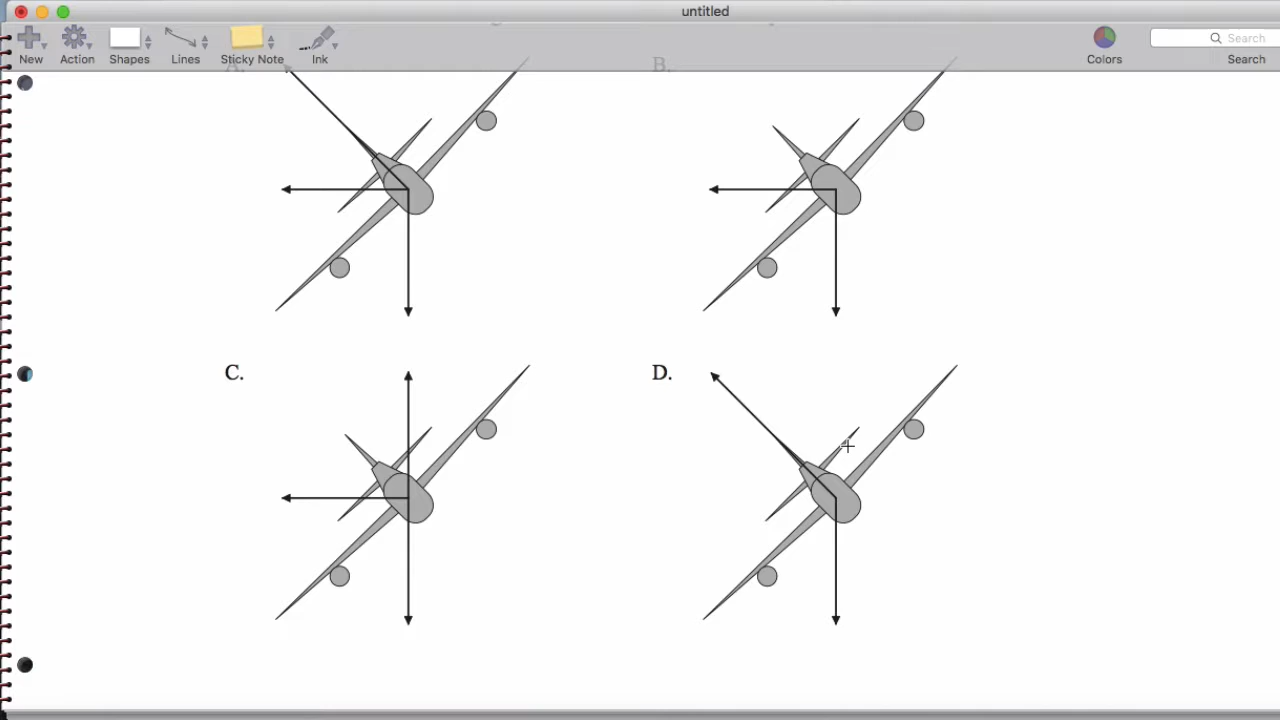 untitled
New Action Shapes Lines Sticky Note Ink Colors Search
Search
A. B.
C. D.